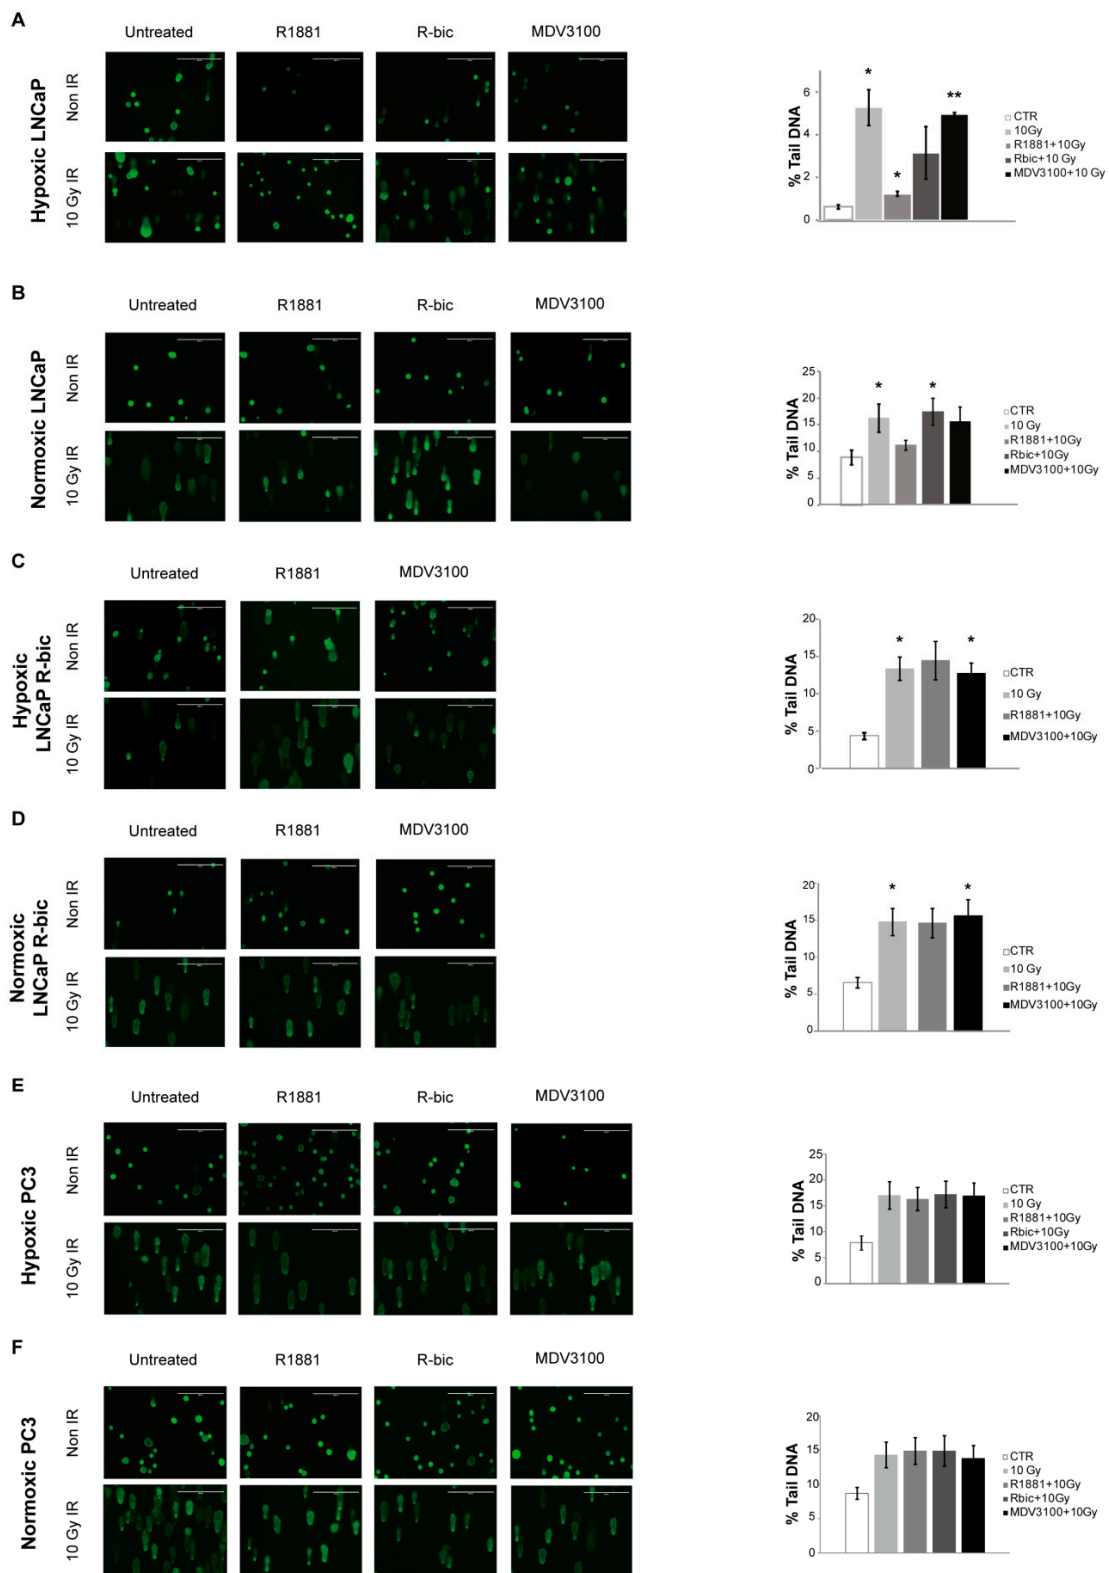 A
Untreated
R1881
R-bic
MDV3100
Hypoxic LNCaP
Non IR
10 Gy IR
% Tail DNA
6
4
2
0
*
*
**
CTR
10Gy
R1881+10Gy
Rbic+10 Gy
MDV3100+10 Gy
B
Untreated
R1881
R-bic
MDV3100
Normoxic LNCaP
Non IR
10 Gy IR
% Tail DNA
25
20
15
10
5
0
*
*
CTR
10 Gy
R1881+10Gy
Rbic+10Gy
MDV3100+10Gy
C
Untreated
R1881
MDV3100
Hypoxic
LNCaP R-bic
Non IR
10 Gy IR
% Tail DNA
20
15
10
5
0
*
*
CTR
10 Gy
R1881+10Gy
MDV3100+10Gy
D
Untreated
R1881
MDV3100
Normoxic
LNCaP R-bic
Non IR
10 Gy IR
% Tail DNA
20
15
10
5
0
*
*
CTR
10 Gy
R1881+10Gy
MDV3100+10Gy
E
Untreated
R1881
R-bic
MDV3100
Hypoxic PC3
Non IR
10 Gy IR
% Tail DNA
25
20
15
10
5
0
CTR
10 Gy
R1881+10Gy
Rbic+10Gy
MDV3100+10Gy
F
Untreated
R1881
R-bic
MDV3100
Normoxic PC3
Non IR
10 Gy IR
% Tail DNA
20
15
10
5
0
CTR
10 Gy
R1881+10Gy
Rbic+10Gy
MDV3100+10Gy